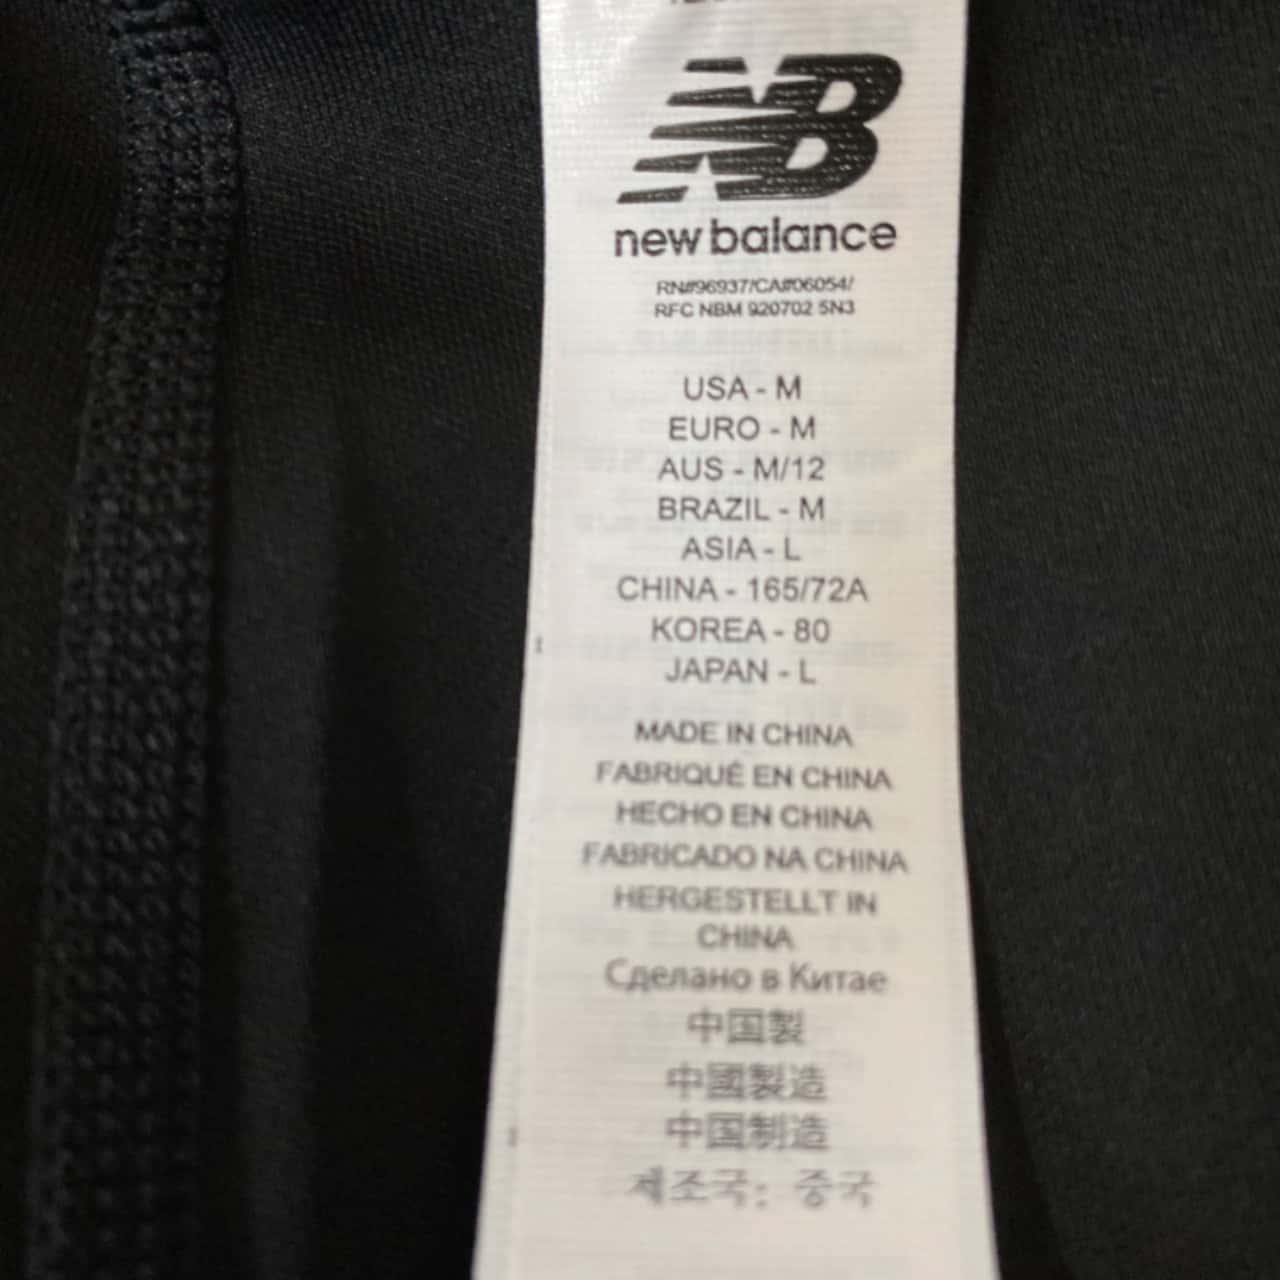 NB
new balance
RN#96937/CA#06054/
RFC NBM 920702 5N3
USA - M
EURO - M
AUS - M/12
BRAZIL - M
ASIA - L
CHINA - 165/72A
KOREA - 80
JAPAN - L
MADE IN CHINA
FABRIQUÉ EN CHINA
HECHO EN CHINA
FABRICADO NA CHINA
HERGESTELLT IN
CHINA
Сделано в Китае
中国製
中國製造
中国制造
제조국: 중국